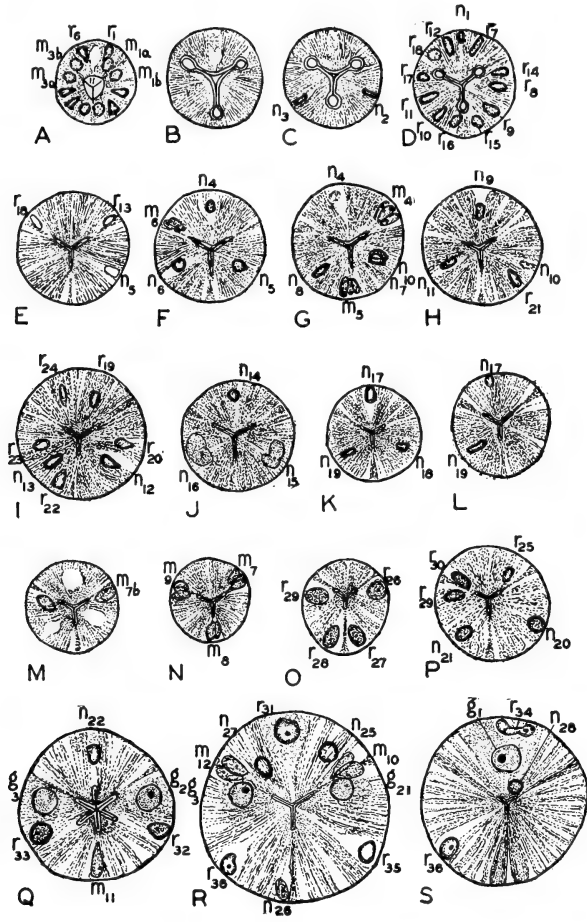 r6 r1
m3b m1a
m3a m1b
A B
n3 n2
C
n1
r12 r7
r18
r17 r14
r8
r11
r10 r9
r16 r15
D
r18 r13
n5
E
n4
m6
n6 n5
F
n4 m4
n8 n10
n7
m5
G
n9
n11 n10
r21
H
r24 r19
r23 r20
n13 n12
r22
I
n14
n16 n15
J
n17
n19 n18
K
n17
n19
L
m7b
M
m9 m7
m8
N
r26
r29
r28 r27
O
r30 r25
r29
n21 n20
P
n22
g3 g2
r33 r32
m11
Q
r31
n27 n25
m12 m10
g3 g21
r36 r35
n26
R
g1 r34 n28
r36
S